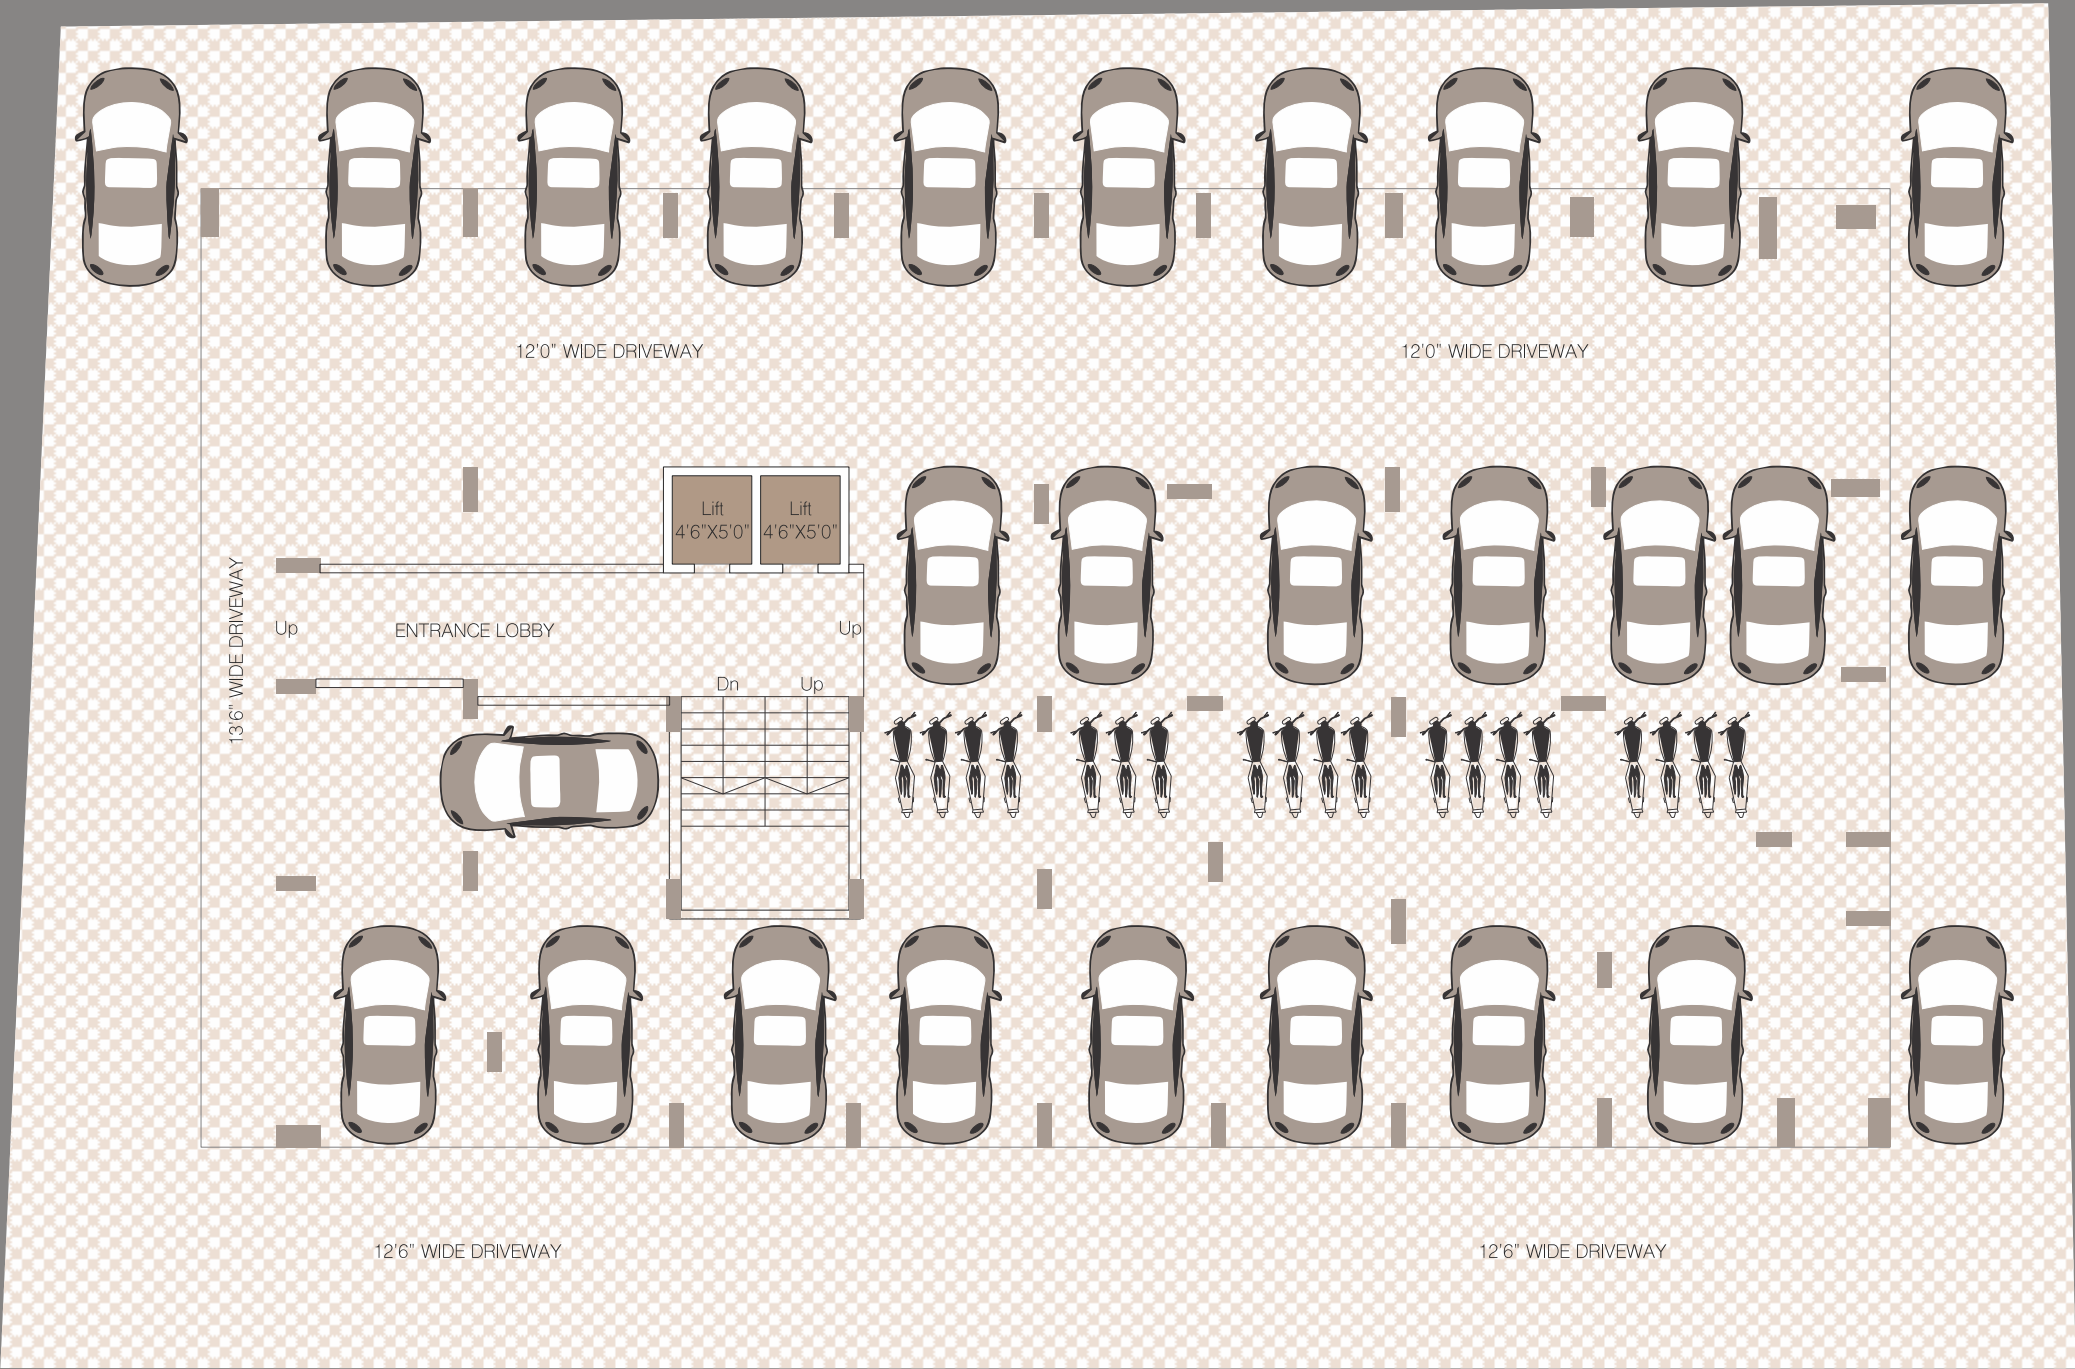 12'0" WIDE DRIVEWAY
12'0" WIDE DRIVEWAY
Lift
4'6"X5'0"
Lift
4'6"X5'0"
13'6" WIDE DRIVEWAY
Up
ENTRANCE LOBBY
Up
Dn
Up
12'6" WIDE DRIVEWAY
12'6" WIDE DRIVEWAY